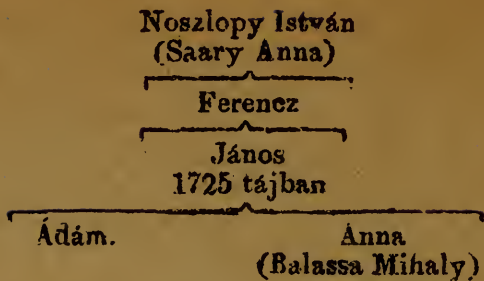 Noszlopy István
(Saary Anna)
Ferencz
János
1725 tájban
Ádám. Anna
(Balassa Mihaly)